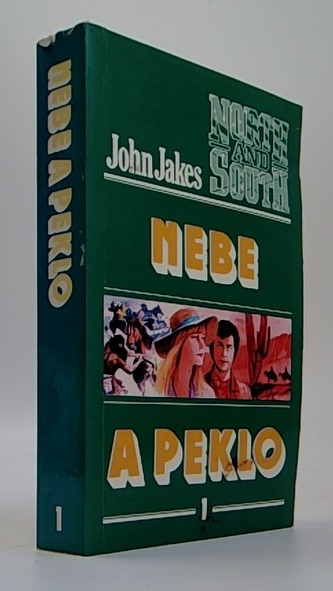 NEBE A PEKLO
1
John Jakes
NORTH
AND
SOUTH
NEBE
A PEKLO
1